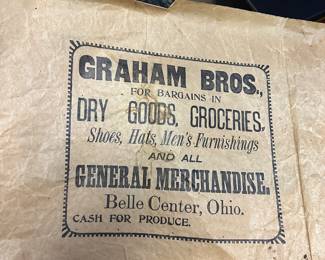 GRAHAM BROS.,
FOR BARGAINS IN
DRY GOODS, GROCERIES,
Shoes, Hats, Men's Furnishings
AND ALL
GENERAL MERCHANDISE.
Belle Center, Ohio.
CASH FOR PRODUCE.